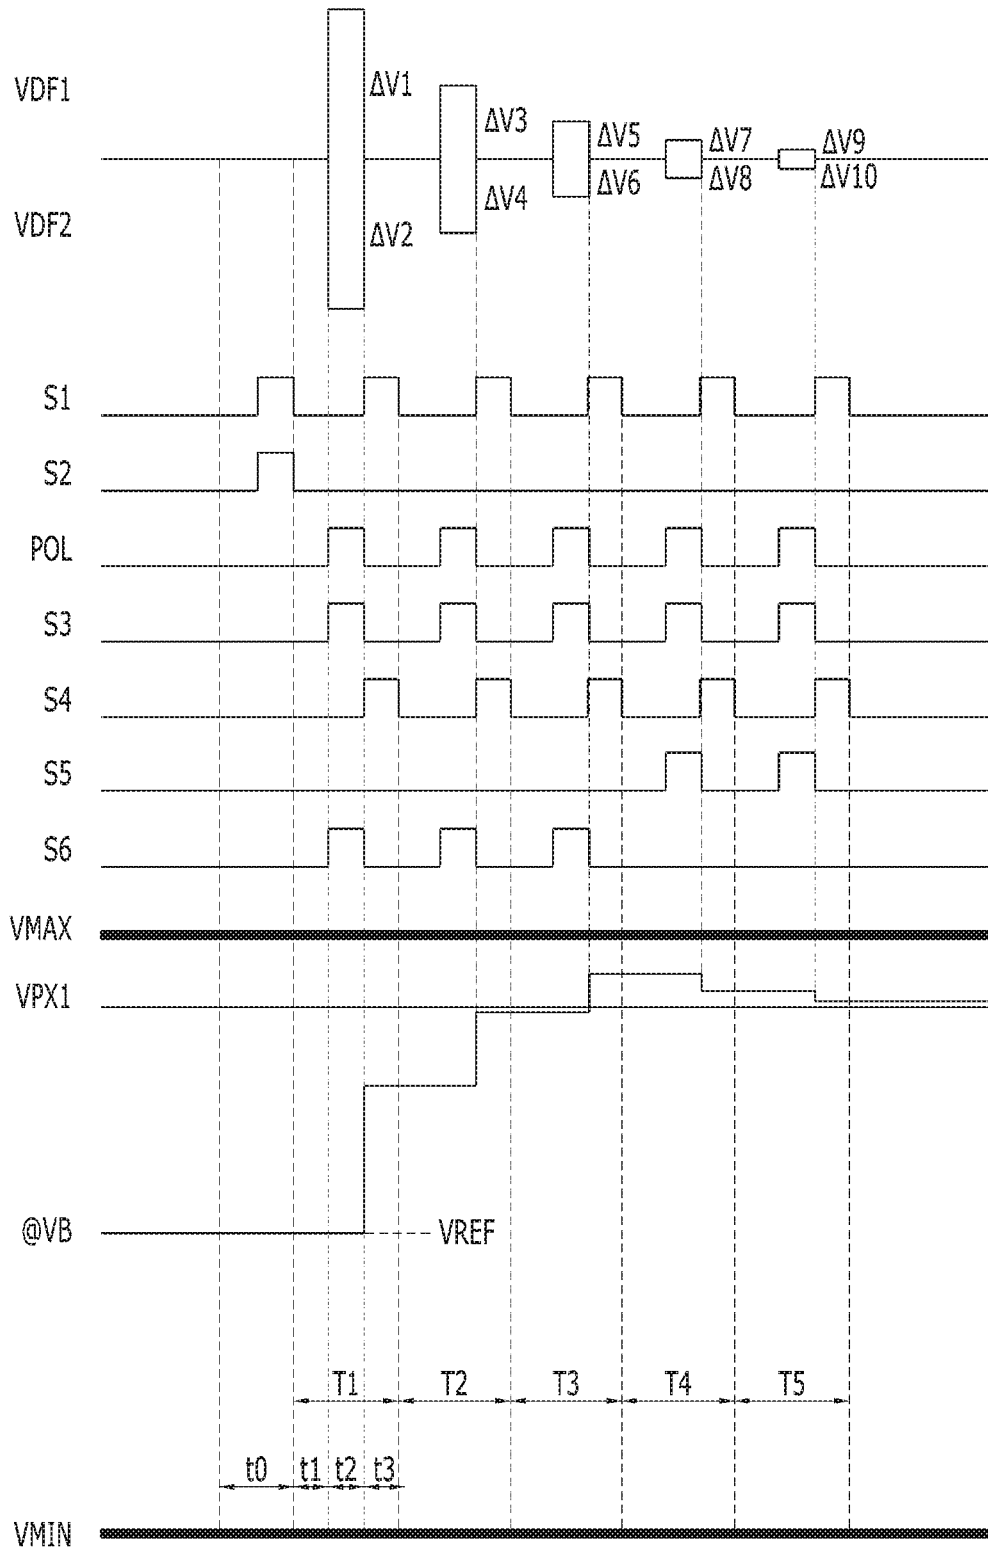 VDF1
ΔV1
ΔV3
ΔV5
ΔV7
ΔV9
VDF2
ΔV2
ΔV4
ΔV6
ΔV8
ΔV10
S1
S2
POL
S3
S4
S5
S6
VMAX
VPX1
@VB
VREF
T1 T2 T3 T4 T5
t0 t1 t2 t3
VMIN